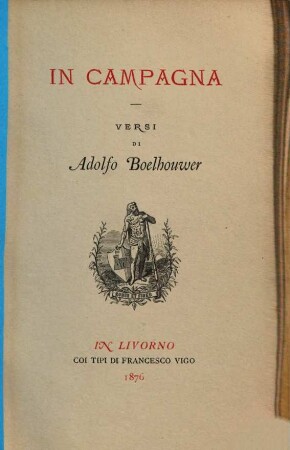 IN CAMPAGNA
VERSI
DI
Adolfo Boelhouwer
IN LIVORNO
COI TIPI DI FRANCESCO VIGO
1876